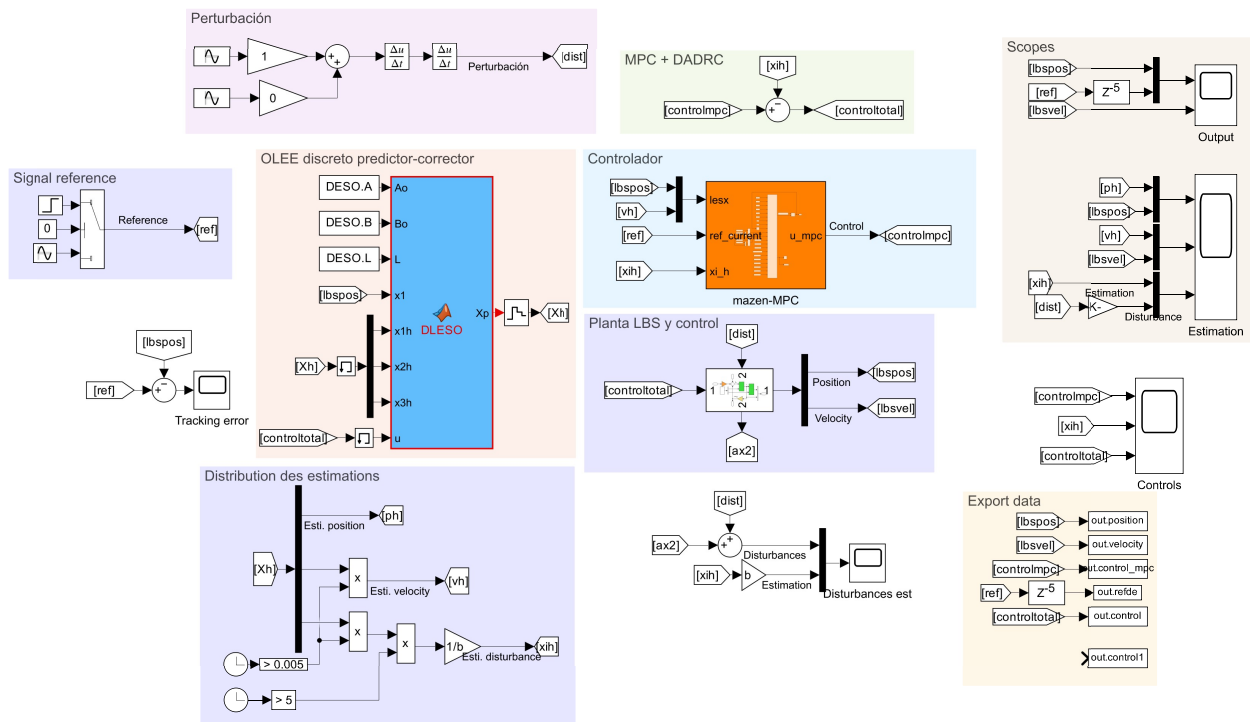 Perturbación
1
0
+
+
Δu
Δt
Δu
Δt
Perturbación
[dist]
MPC + DADRC
[xih]
[controlmpc]
+
−
[controltotal]
Scopes
[lbspos]
[ref]
Z-5
[lbsvel]
Output
[ph]
[lbspos]
[vh]
[lbsvel]
[xih]
Estimation
[dist]
K-
Disturbance
Estimation
Signal reference
0
Reference
[ref]
OLEE discreto predictor-corrector
DESO.A
DESO.B
DESO.L
[lbspos]
[Xh]
[controltotal]
Ao
Bo
L
x1
x1h
x2h
x3h
u
DLESO
Xp
[Xh]
Controlador
[lbspos]
[vh]
[ref]
[xih]
lesx
ref_current
xi_h
u_mpc
mazen-MPC
Control
[controlmpc]
Planta LBS y control
[dist]
[controltotal]
1
2
2
1
[ax2]
Position
Velocity
[lbspos]
[lbsvel]
[lbspos]
[ref]
+
−
Tracking error
[controlmpc]
[xih]
[controltotal]
Controls
Distribution des estimations
[Xh]
Esti. position
[ph]
x
Esti. velocity
[vh]
x
x
1/b
Esti. disturbance
[xih]
> 0.005
> 5
[dist]
[ax2]
+
+
Disturbances
[xih]
b
Estimation
Disturbances est
Export data
[lbspos]
out.position
[lbsvel]
out.velocity
[controlmpc]
ut.control_mpc
[ref]
Z-5
out.refde
[controltotal]
out.control
out.control1